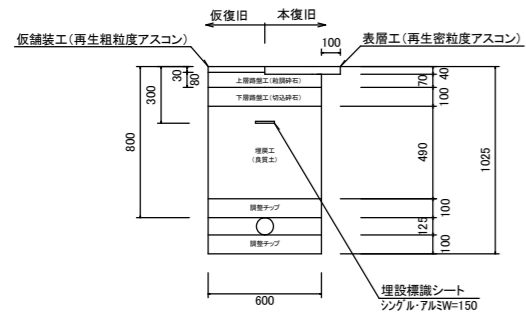 仮復旧
本復旧
仮舗装工(再生粗粒度アスコン)
100
表層工(再生密粒度アスコン)
30
80
300
800
上層路盤工(粒調砕石)
下層路盤工(切込砕石)
埋戻工
(良質土)
調整チップ
調整チップ
40
70
100
490
100
125
100
1025
600
埋設標識シート
シングル・アルミW=150